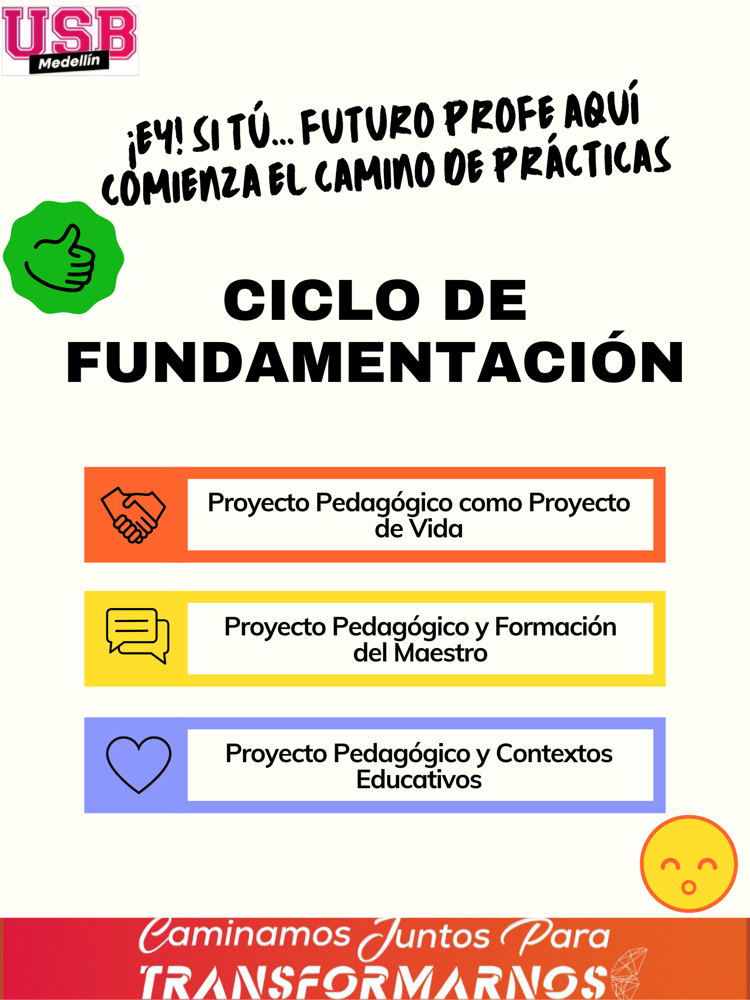 USB
Medellín
¡EY! SI TÚ... FUTURO PROFE AQUÍ
COMIENZA EL CAMINO DE PRÁCTICAS
CICLO DE
FUNDAMENTACIÓN
Proyecto Pedagógico como Proyecto
de Vida
Proyecto Pedagógico y Formación
del Maestro
Proyecto Pedagógico y Contextos
Educativos
Caminamos Juntos Para
TRANSFORMARNOS